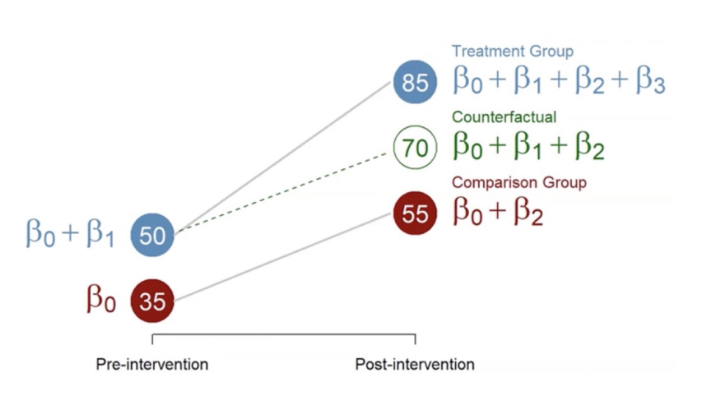 Treatment Group
85 β₀ + β₁ + β₂ + β₃
Counterfactual
70 β₀ + β₁ + β₂
Comparison Group
55 β₀ + β₂
β₀ + β₁ 50
β₀ 35
Pre-intervention Post-intervention